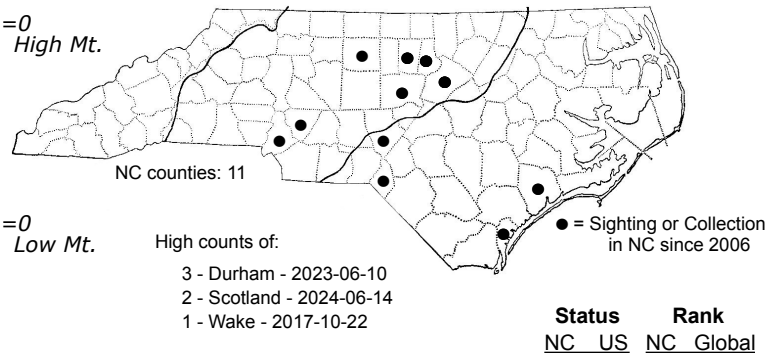 =0
High Mt.
NC counties: 11
=0
Low Mt.
High counts of:
3 - Durham - 2023-06-10
2 - Scotland - 2024-06-14
1 - Wake - 2017-10-22
● = Sighting or Collection
in NC since 2006
Status Rank
NC US NC Global